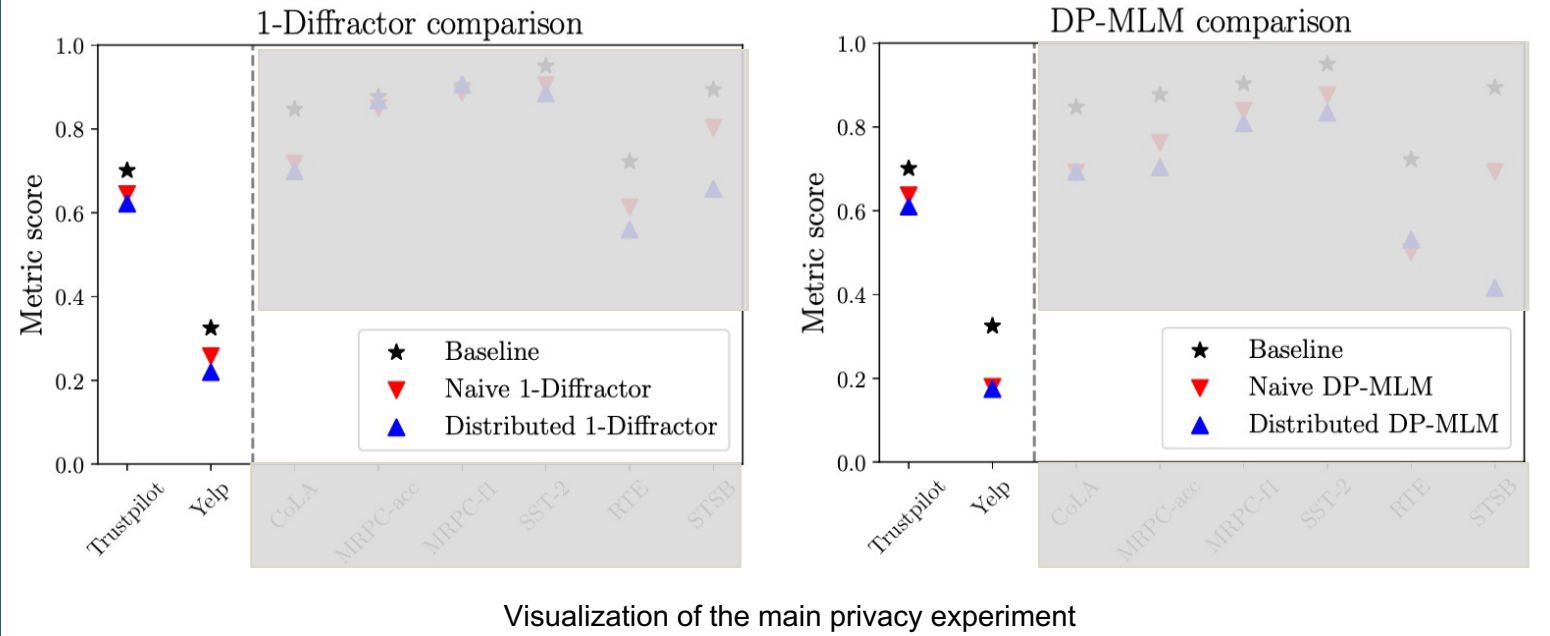 1-Diffractor comparison
Metric score
1.0
0.8
0.6
0.4
0.2
0.0
Baseline
Naive 1-Diffractor
Distributed 1-Diffractor
Trustpilot
Yelp
CoLA
MRPC-acc
MRPC-f1
SST-2
RTE
STSB
DP-MLM comparison
Metric score
1.0
0.8
0.6
0.4
0.2
0.0
Baseline
Naive DP-MLM
Distributed DP-MLM
Trustpilot
Yelp
CoLA
MRPC-acc
MRPC-f1
SST-2
RTE
STSB
Visualization of the main privacy experiment